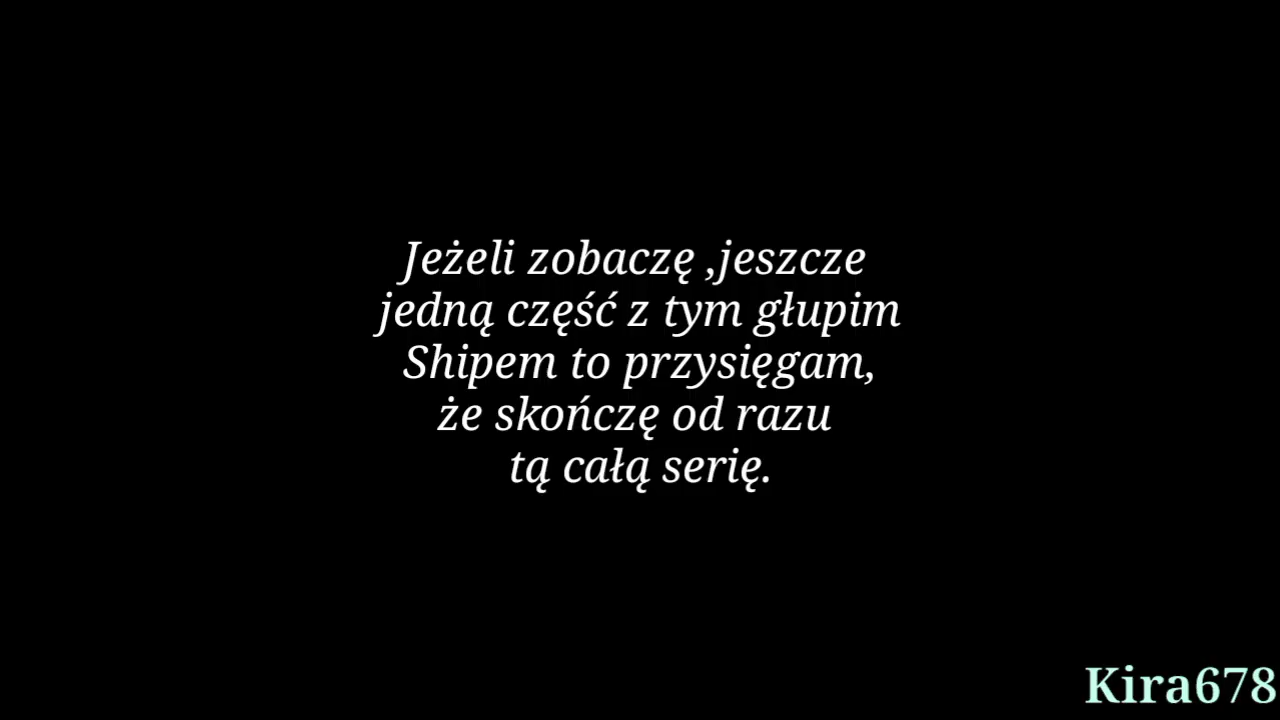 Jeżeli zobaczę ,jeszcze
jedną część z tym głupim
Shipem to przysięgam,
że skończę od razu
tą całą serię.
Kira678